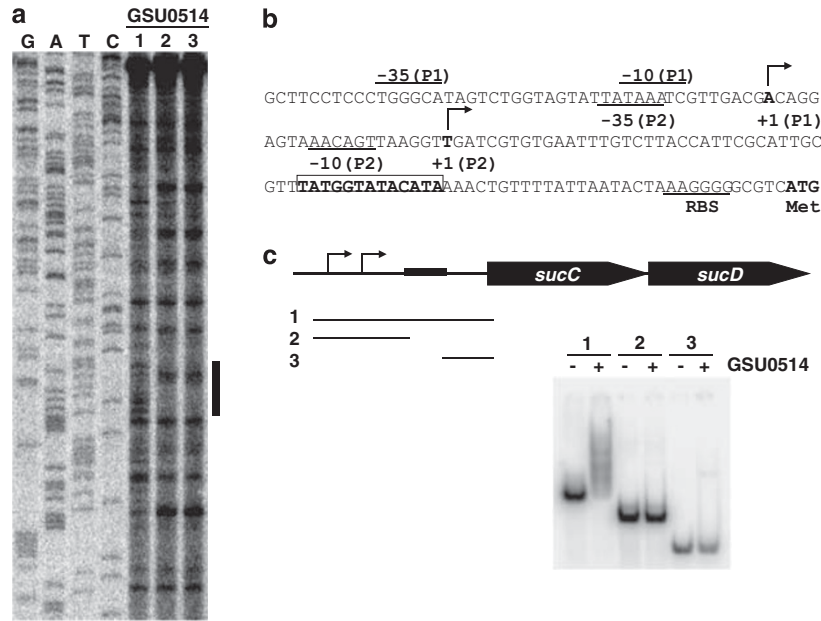 a
GSU0514
G A T C 1 2 3
b
-35 (P1) -10 (P1)
GCTTCCTCCCTGGGCATAGTCTGGTAGTATTATAAATCGTTGACGACAGG
-35 (P2) +1 (P1)
AGTAAACAGTTAAGGTTGATCGTGTGAATTTGTCTTACCATTCGCATTGC
-10 (P2) +1 (P2)
GTTTATGGTATACATAAAACTGTTTTATTAATACTAAAGGGGGCGTCATG
RBS Met
c
sucC sucD
1
2
3
1 2 3
- + - + - + GSU0514